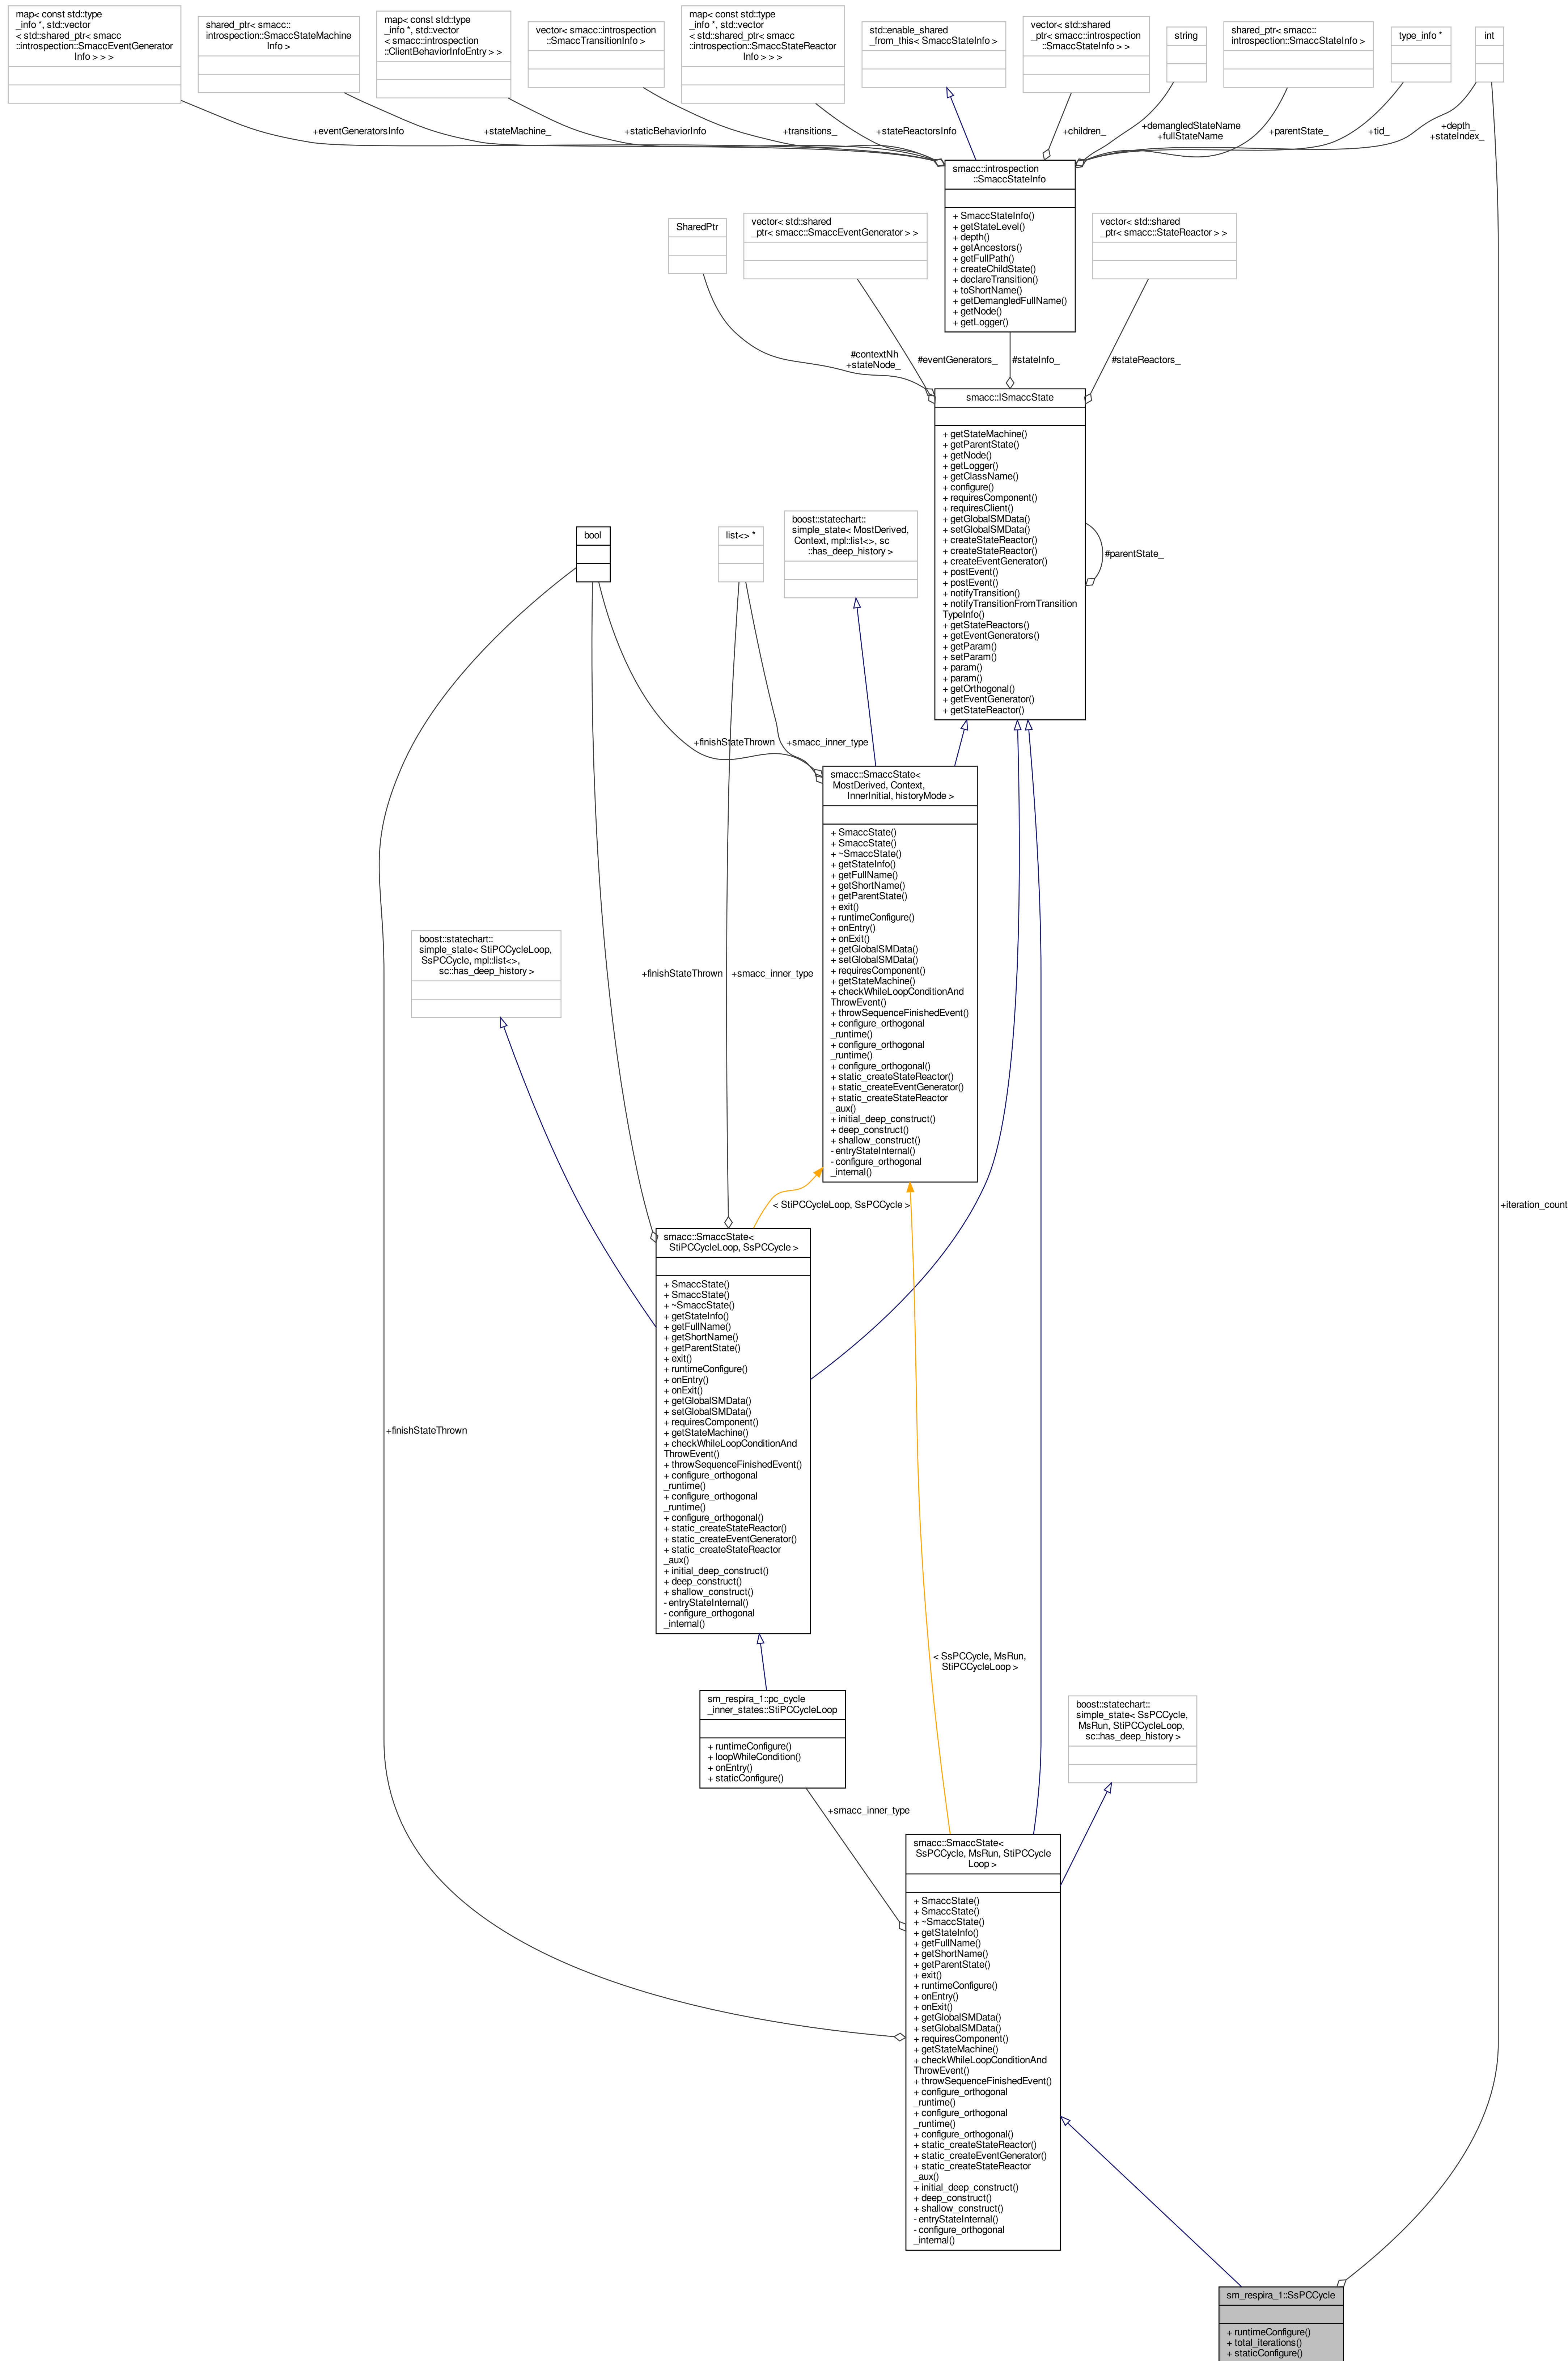 map< const std::type
_info *, std::vector
< std::shared_ptr< smacc
::introspection::SmaccEventGenerator
Info > > >
shared_ptr< smacc::
introspection::SmaccStateMachine
Info >
map< const std::type
_info *, std::vector
< smacc::introspection
::ClientBehaviorInfoEntry > >
vector< smacc::introspection
::SmaccTransitionInfo >
map< const std::type
_info *, std::vector
< std::shared_ptr< smacc
::introspection::SmaccStateReactor
Info > > >
std::enable_shared
_from_this< SmaccStateInfo >
vector< std::shared
_ptr< smacc::introspection
::SmaccStateInfo > >
string
shared_ptr< smacc::
introspection::SmaccStateInfo >
type_info *
int
+eventGeneratorsInfo
+stateMachine_
+staticBehaviorInfo
+transitions_
+stateReactorsInfo
+children_
+demangledStateName
+fullStateName
+parentState_
+tid_
+depth_
+stateIndex_
smacc::introspection
::SmaccStateInfo
+ SmaccStateInfo()
+ getStateLevel()
+ depth()
+ getAncestors()
+ getFullPath()
+ createChildState()
+ declareTransition()
+ toShortName()
+ getDemangledFullName()
+ getNode()
+ getLogger()
SharedPtr
vector< std::shared
_ptr< smacc::SmaccEventGenerator > >
vector< std::shared
_ptr< smacc::StateReactor > >
#contextNh
+stateNode_
#eventGenerators_
#stateInfo_
#stateReactors_
smacc::ISmaccState
+ getStateMachine()
+ getParentState()
+ getNode()
+ getLogger()
+ getClassName()
+ configure()
+ requiresComponent()
+ requiresClient()
+ getGlobalSMData()
+ setGlobalSMData()
+ createStateReactor()
+ createStateReactor()
+ createEventGenerator()
+ postEvent()
+ postEvent()
+ notifyTransition()
+ notifyTransitionFromTransition
TypeInfo()
+ getStateReactors()
+ getEventGenerators()
+ getParam()
+ setParam()
+ param()
+ param()
+ getOrthogonal()
+ getEventGenerator()
+ getStateReactor()
#parentState_
bool
list<> *
boost::statechart::
simple_state< MostDerived,
Context, mpl::list<>, sc
::has_deep_history >
+finishStateThrown
+smacc_inner_type
smacc::SmaccState<
MostDerived, Context,
InnerInitial, historyMode >
+ SmaccState()
+ SmaccState()
+ ~SmaccState()
+ getStateInfo()
+ getFullName()
+ getShortName()
+ getParentState()
+ exit()
+ runtimeConfigure()
+ onEntry()
+ onExit()
+ getGlobalSMData()
+ setGlobalSMData()
+ requiresComponent()
+ getStateMachine()
+ checkWhileLoopConditionAnd
ThrowEvent()
+ throwSequenceFinishedEvent()
+ configure_orthogonal
_runtime()
+ configure_orthogonal
_runtime()
+ configure_orthogonal()
+ static_createStateReactor()
+ static_createEventGenerator()
+ static_createStateReactor
_aux()
+ initial_deep_construct()
+ deep_construct()
+ shallow_construct()
- entryStateInternal()
- configure_orthogonal
_internal()
boost::statechart::
simple_state< StiPCCycleLoop,
SsPCCycle, mpl::list<>,
sc::has_deep_history >
+finishStateThrown
+smacc_inner_type
< StiPCCycleLoop, SsPCCycle >
+iteration_count
smacc::SmaccState<
StiPCCycleLoop, SsPCCycle >
+ SmaccState()
+ SmaccState()
+ ~SmaccState()
+ getStateInfo()
+ getFullName()
+ getShortName()
+ getParentState()
+ exit()
+ runtimeConfigure()
+ onEntry()
+ onExit()
+ getGlobalSMData()
+ setGlobalSMData()
+ requiresComponent()
+ getStateMachine()
+ checkWhileLoopConditionAnd
ThrowEvent()
+ throwSequenceFinishedEvent()
+ configure_orthogonal
_runtime()
+ configure_orthogonal
_runtime()
+ configure_orthogonal()
+ static_createStateReactor()
+ static_createEventGenerator()
+ static_createStateReactor
_aux()
+ initial_deep_construct()
+ deep_construct()
+ shallow_construct()
- entryStateInternal()
- configure_orthogonal
_internal()
+finishStateThrown
< SsPCCycle, MsRun,
StiPCCycleLoop >
sm_respira_1::pc_cycle
_inner_states::StiPCCycleLoop
+ runtimeConfigure()
+ loopWhileCondition()
+ onEntry()
+ staticConfigure()
boost::statechart::
simple_state< SsPCCycle,
MsRun, StiPCCycleLoop,
sc::has_deep_history >
+smacc_inner_type
smacc::SmaccState<
SsPCCycle, MsRun, StiPCCycle
Loop >
+ SmaccState()
+ SmaccState()
+ ~SmaccState()
+ getStateInfo()
+ getFullName()
+ getShortName()
+ getParentState()
+ exit()
+ runtimeConfigure()
+ onEntry()
+ onExit()
+ getGlobalSMData()
+ setGlobalSMData()
+ requiresComponent()
+ getStateMachine()
+ checkWhileLoopConditionAnd
ThrowEvent()
+ throwSequenceFinishedEvent()
+ configure_orthogonal
_runtime()
+ configure_orthogonal
_runtime()
+ configure_orthogonal()
+ static_createStateReactor()
+ static_createEventGenerator()
+ static_createStateReactor
_aux()
+ initial_deep_construct()
+ deep_construct()
+ shallow_construct()
- entryStateInternal()
- configure_orthogonal
_internal()
sm_respira_1::SsPCCycle
+ runtimeConfigure()
+ total_iterations()
+ staticConfigure()